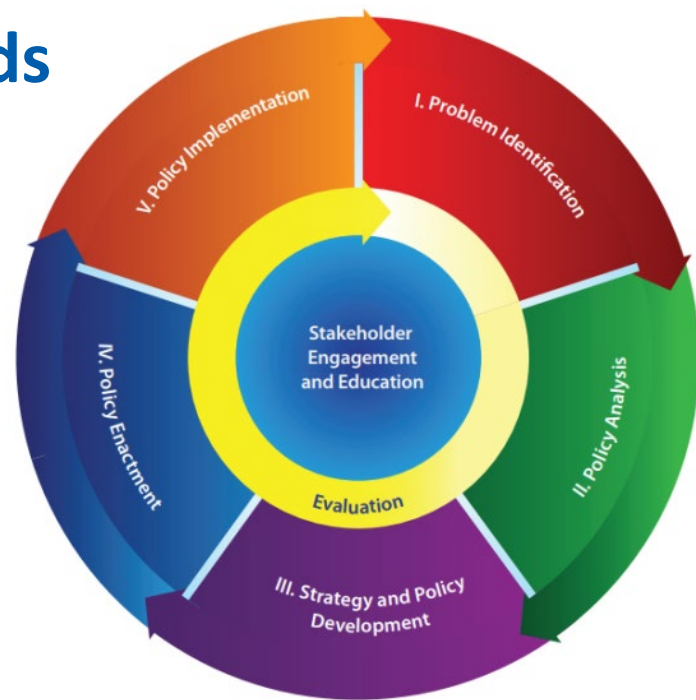 ds
I. Problem Identification
II. Policy Analysis
III. Strategy and Policy
Development
IV. Policy Enactment
V. Policy Implementation
Evaluation
Stakeholder
Engagement
and Education